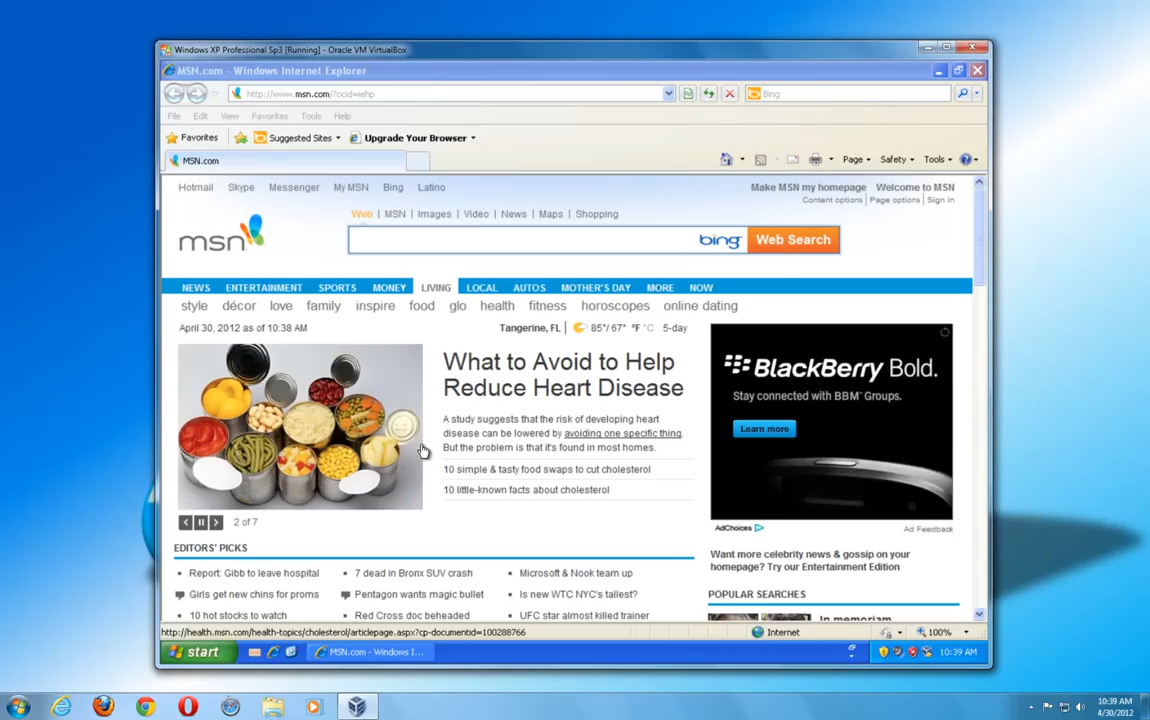 Windows XP Professional Sp3 [Running] - Oracle VM VirtualBox
MSN.com - Windows Internet Explorer
http://www.msn.com/?ocid=iehp
Bing
File Edit View Favorites Tools Help
Favorites Suggested Sites Upgrade Your Browser
MSN.com
Page Safety Tools
Hotmail Skype Messenger My MSN Bing Latino
Make MSN my homepage Welcome to MSN
Content options | Page options | Sign in
Web | MSN | Images | Video | News | Maps | Shopping
msn
bing Web Search
NEWS ENTERTAINMENT SPORTS MONEY LIVING LOCAL AUTOS MOTHER'S DAY MORE NOW
style décor love family inspire food glo health fitness horoscopes online dating
April 30, 2012 as of 10:38 AM
Tangerine, FL | 85°/ 67° °F °C 5-day
What to Avoid to Help
Reduce Heart Disease
A study suggests that the risk of developing heart
disease can be lowered by avoiding one specific thing.
But the problem is that it's found in most homes.
10 simple & tasty food swaps to cut cholesterol
10 little-known facts about cholesterol
2 of 7
BlackBerry Bold.
Stay connected with BBM™ Groups.
Learn more
AdChoices
Ad Feedback
EDITORS' PICKS
Report: Gibb to leave hospital
Girls get new chins for proms
10 hot stocks to watch
7 dead in Bronx SUV crash
Pentagon wants magic bullet
Red Cross doc beheaded
Microsoft & Nook team up
Is new WTC NYC's tallest?
UFC star almost killed trainer
Want more celebrity news & gossip on your
homepage? Try our Entertainment Edition
POPULAR SEARCHES
In memoriam
http://health.msn.com/health-topics/cholesterol/articlepage.aspx?cp-documentid=100288766
Internet
100%
start
MSN.com - Windows I...
10:39 AM
10:39 AM
4/30/2012